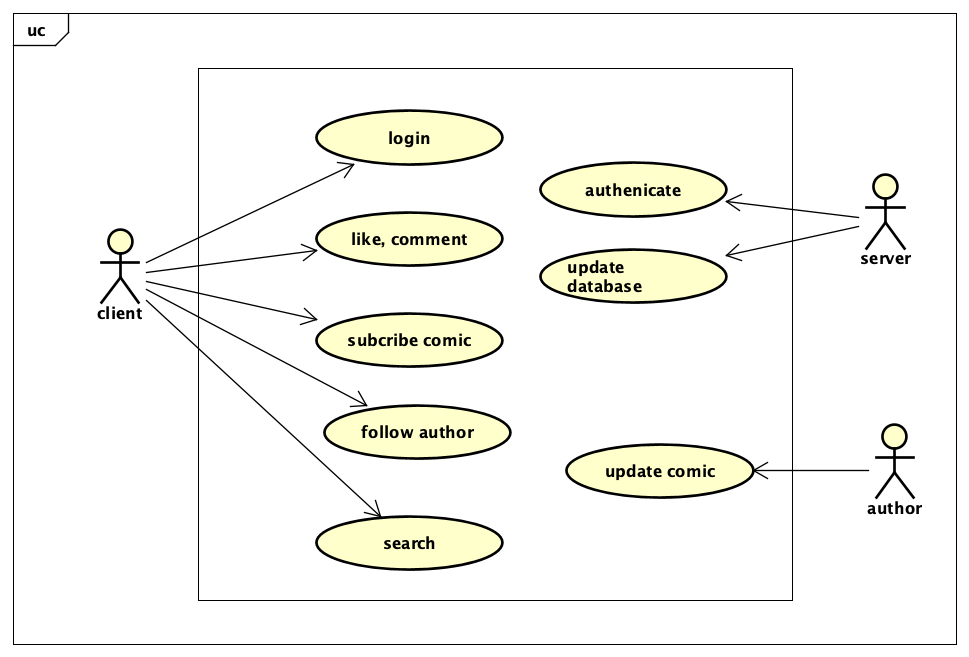 uc
login
authenicate
like, comment
server
update
database
client
subcribe comic
follow author
update comic
author
search